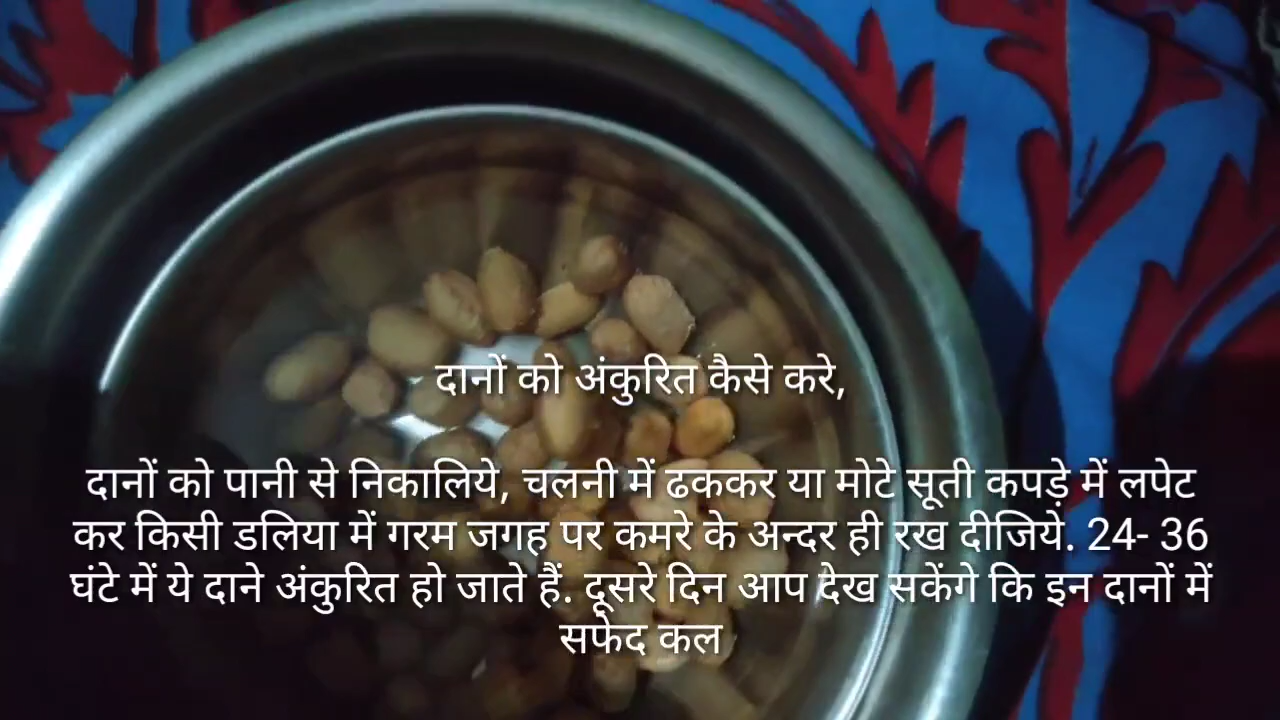 दानों को अंकुरित कैसे करे,
दानों को पानी से निकालिये, चलनी में ढककर या मोटे सूती कपड़े में लपेट
कर किसी डलिया में गरम जगह पर कमरे के अन्दर ही रख दीजिये. 24- 36
घंटे में ये दाने अंकुरित हो जाते हैं. दूसरे दिन आप देख सकेंगे कि इन दानों में
सफेद कल